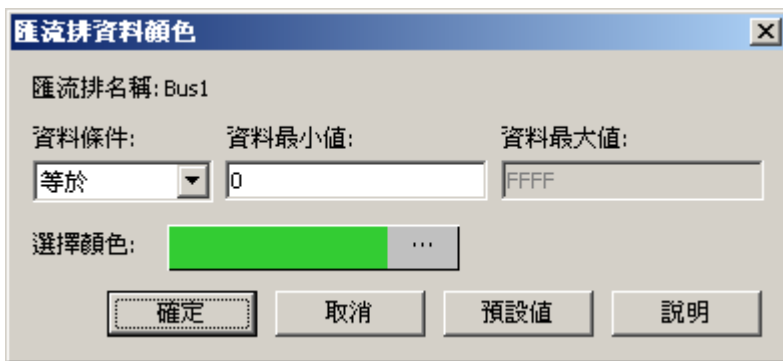 匯流排資料顏色
匯流排名稱: Bus1
資料條件: 資料最小值: 資料最大值:
等於 0 FFFF
選擇顏色: ...
確定 取消 預設值 說明